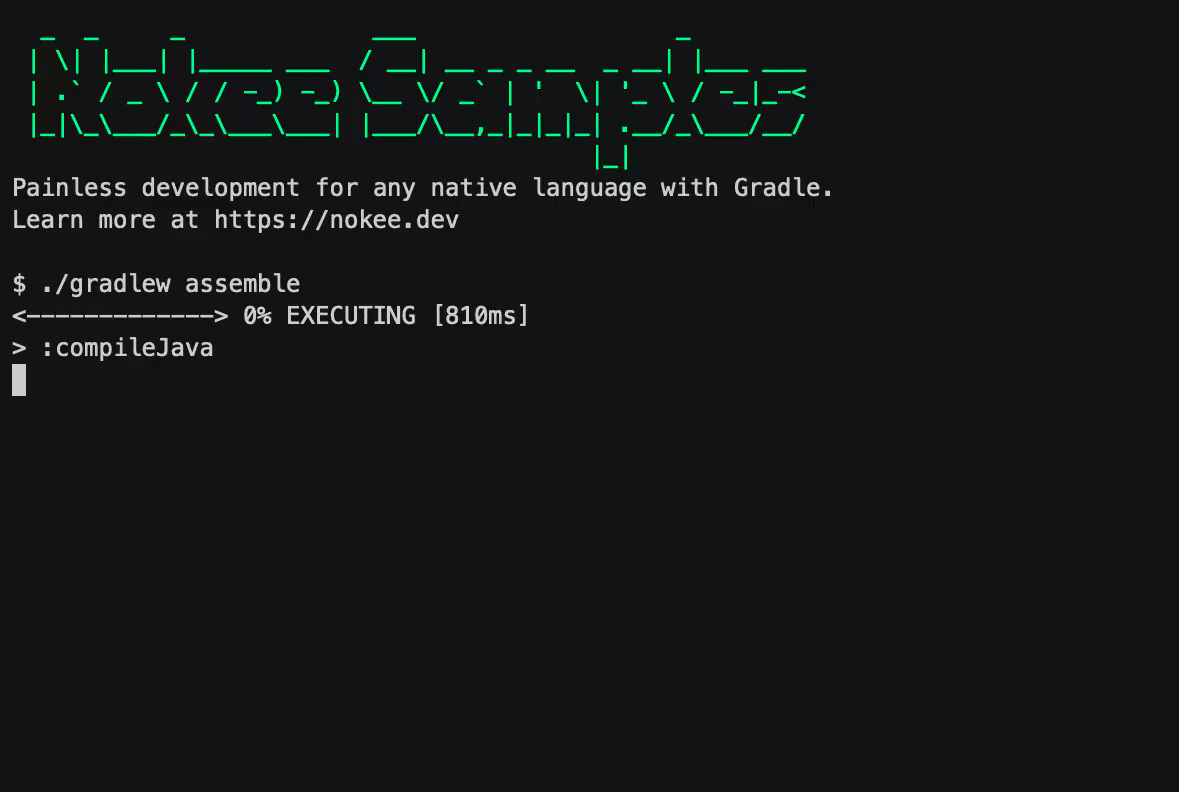 Nokee Samples
Painless development for any native language with Gradle.
Learn more at https://nokee.dev
$ ./gradlew assemble
<-------------> 0% EXECUTING [810ms]
> :compileJava